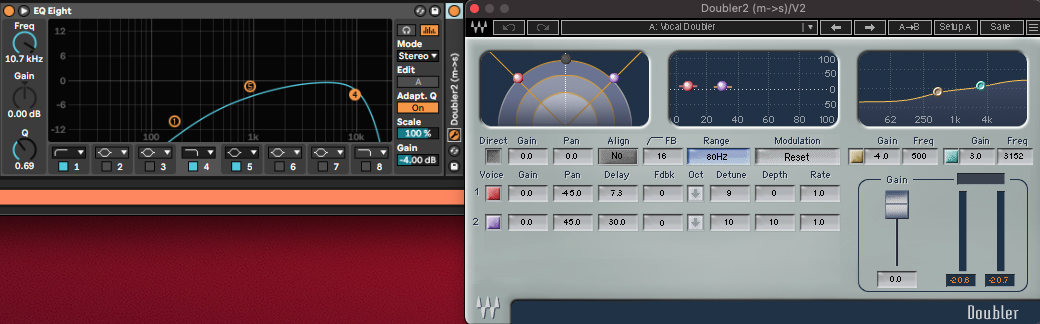 EQ Eight
Freq
10.7 kHz
Gain
0.00 dB
Q
0.69
12
6
0
-6
-12
100
1k
10k
1
5
4
Mode
Stereo
Edit
A
Adapt. Q
On
Scale
100 %
Gain
-4.00 dB
1 2 3 4 5 6 7 8
Doubler2 (m->s)
Doubler2 (m->s)/V2
A: Vocal Doubler
A→B
Setup A
Save
100
50
0
50
100
0 20 40 60 80 100
62 250 1k 4k
Direct Gain Pan Align FB Range Modulation
0.0 0.0 No 16 80Hz Reset
Gain Freq Gain Freq
-4.0 500 3.0 3152
Voice Gain Pan Delay Fdbk Oct Detune Depth Rate
1 0.0 -45.0 7.3 0 9 10 1.0
2 0.0 45.0 30.0 0 10 10 1.0
Gain
0.0
-20.6 -20.7
Doubler